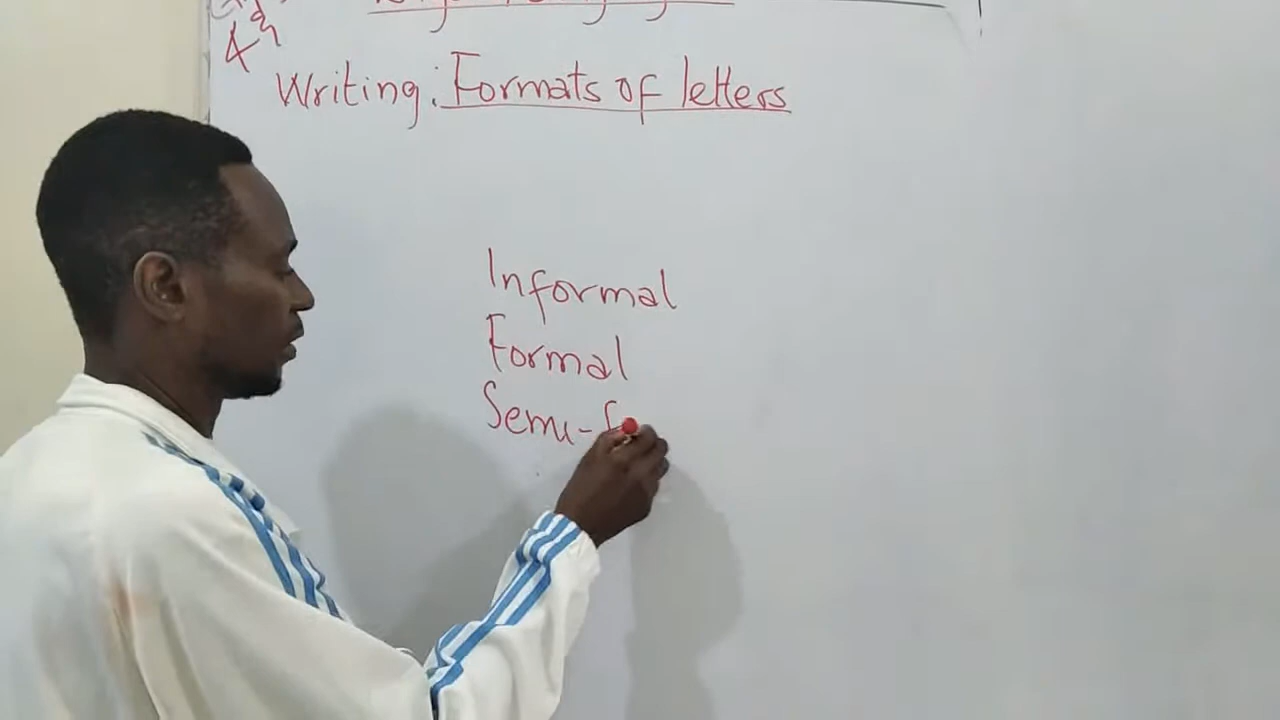 Writing: Formats of letters
Informal
Formal
Semi-f